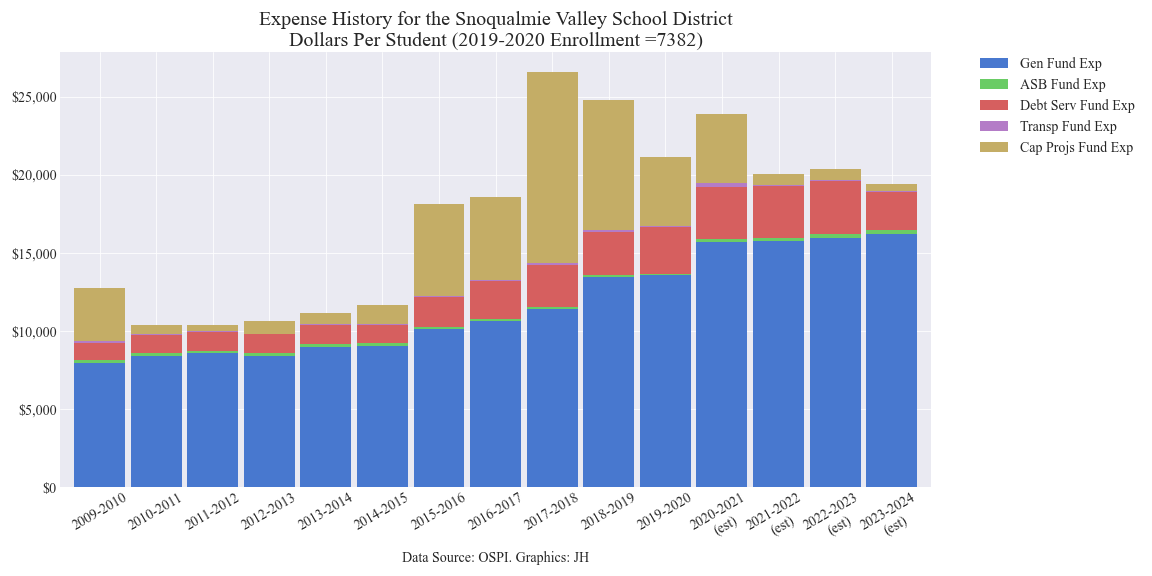 Expense History for the Snoqualmie Valley School District
Dollars Per Student (2019-2020 Enrollment =7382)
Gen Fund Exp
ASB Fund Exp
Debt Serv Fund Exp
Transp Fund Exp
Cap Projs Fund Exp
$25,000
$20,000
$15,000
$10,000
$5,000
$0
2009-2010
2010-2011
2011-2012
2012-2013
2013-2014
2014-2015
2015-2016
2016-2017
2017-2018
2018-2019
2019-2020
2020-2021
(est)
2021-2022
(est)
2022-2023
(est)
2023-2024
(est)
Data Source: OSPI. Graphics: JH